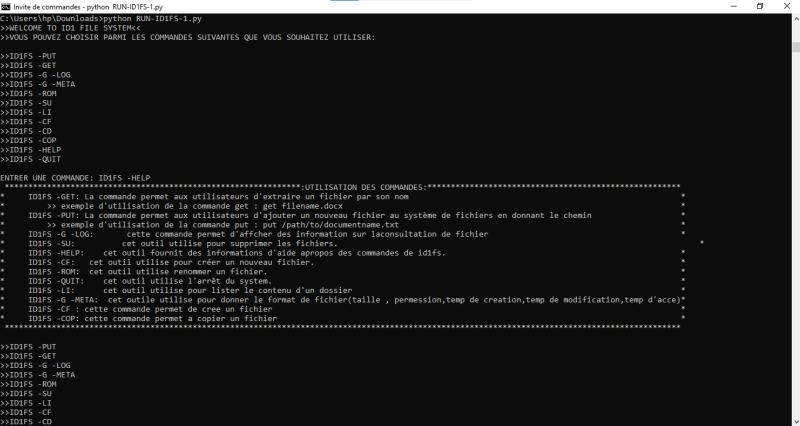 Invite de commandes - python RUN-ID1FS-1.py
C:\Users\hp\Downloads>python RUN-ID1FS-1.py
>>WELCOME TO ID1 FILE SYSTEM<<
>>VOUS POUVEZ CHOISIR PARMI LES COMMANDES SUIVANTES QUE VOUS SOUHAITEZ UTILISER:
>>ID1FS -PUT
>>ID1FS -GET
>>ID1FS -G -LOG
>>ID1FS -G -META
>>ID1FS -ROM
>>ID1FS -SU
>>ID1FS -LI
>>ID1FS -CF
>>ID1FS -CD
>>ID1FS -COP
>>ID1FS -HELP
>>ID1FS -QUIT
ENTRER UNE COMMANDE: ID1FS -HELP
***************************************************************:UTILISATION DES COMMANDES:******************************************************
* ID1FS -GET: La commande permet aux utilisateurs d'extraire un fichier par son nom *
* >> exemple d'utilisation de la commande get : get filename.docx *
* ID1FS -PUT: La commande permet aux utilisateurs d'ajouter un nouveau fichier au système de fichiers en donnant le chemin *
* >> exemple d'utilisation de la commande put : put /path/to/documentname.txt *
* ID1FS -G -LOG: cette commande permet d'affcher des information sur laconsultation de fichier *
* ID1FS -SU: cet outil utilise pour supprimer les fichiers. *
* ID1FS -HELP: cet outil fournit des informations d'aide apropos des commandes de id1fs. *
* ID1FS -CF: cet outil utilise pour créer un nouveau fichier. *
* ID1FS -ROM: cet outil utilise renommer un fichier. *
* ID1FS -QUIT: cet outil utilise l'arrêt du system. *
* ID1FS -LI: cet outil utilise pour lister le contenu d'un dossier *
* ID1FS -G -META: cet outile utilise pour donner le format de fichier(taille , permession,temp de creation,temp de modification,temp d'acce)*
* ID1FS -CF : cette commande permet de cree un fichier *
* ID1FS -COP: cette commande permet a copier un fichier *
************************************************************************************************************************************************
>>ID1FS -PUT
>>ID1FS -GET
>>ID1FS -G -LOG
>>ID1FS -G -META
>>ID1FS -ROM
>>ID1FS -SU
>>ID1FS -LI
>>ID1FS -CF
>>ID1FS -CD